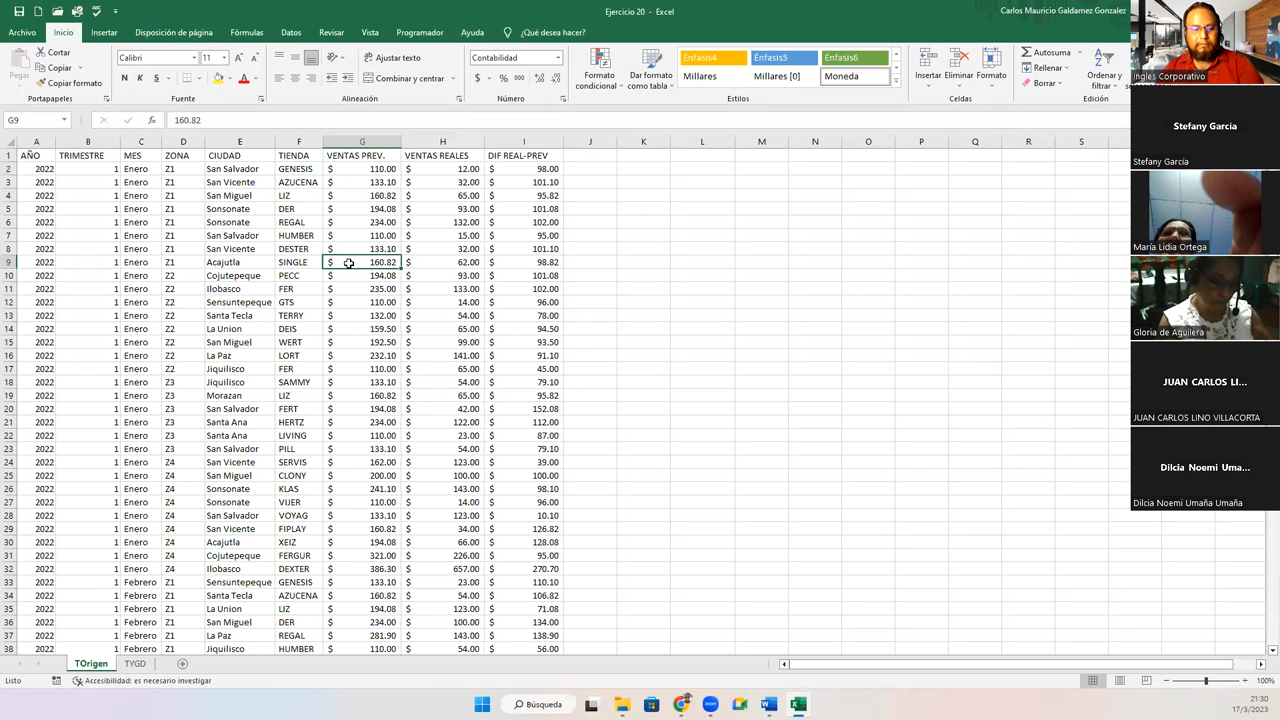 Ejercicio 20 - Excel
Carlos Mauricio Galdamez Gonzalez
Archivo Inicio Insertar Disposición de página Fórmulas Datos Revisar Vista Programador Ayuda ¿Qué desea hacer?
Pegar Cortar Copiar Copiar formato Portapapeles
Calibri 11 N K S Fuente
Ajustar texto Combinar y centrar Alineación
Contabilidad $ % 000 Número
Formato condicional Dar formato como tabla
Énfasis4 Énfasis5 Énfasis6
Millares Millares [0] Moneda
Estilos
Insertar Eliminar Formato Celdas
Autosuma Rellenar Borrar Ordenar y filtrar Edición
G9 fx 160.82
A B C D E F G H I J K L M N O P Q R S
1 AÑO TRIMESTRE MES ZONA CIUDAD TIENDA VENTAS PREV. VENTAS REALES DIF REAL-PREV
2 2022 1 Enero Z1 San Salvador GENESIS $ 110.00 $ 12.00 $ 98.00
3 2022 1 Enero Z1 San Vicente AZUCENA $ 133.10 $ 32.00 $ 101.10
4 2022 1 Enero Z1 San Miguel LIZ $ 160.82 $ 65.00 $ 95.82
5 2022 1 Enero Z1 Sonsonate DER $ 194.08 $ 93.00 $ 101.08
6 2022 1 Enero Z1 Sonsonate REGAL $ 234.00 $ 132.00 $ 102.00
7 2022 1 Enero Z1 San Salvador HUMBER $ 110.00 $ 15.00 $ 95.00
8 2022 1 Enero Z1 San Vicente DESTER $ 133.10 $ 32.00 $ 101.10
9 2022 1 Enero Z1 Acajutla SINGLE $ 160.82 $ 62.00 $ 98.82
10 2022 1 Enero Z2 Cojutepeque PECC $ 194.08 $ 93.00 $ 101.08
11 2022 1 Enero Z2 Ilobasco FER $ 235.00 $ 133.00 $ 102.00
12 2022 1 Enero Z2 Sensuntepeque GTS $ 110.00 $ 14.00 $ 96.00
13 2022 1 Enero Z2 Santa Tecla TERRY $ 132.00 $ 54.00 $ 78.00
14 2022 1 Enero Z2 La Union DEIS $ 159.50 $ 65.00 $ 94.50
15 2022 1 Enero Z2 San Miguel WERT $ 192.50 $ 99.00 $ 93.50
16 2022 1 Enero Z2 La Paz LORT $ 232.10 $ 141.00 $ 91.10
17 2022 1 Enero Z2 Jiquilisco FER $ 110.00 $ 65.00 $ 45.00
18 2022 1 Enero Z3 Jiquilisco SAMMY $ 133.10 $ 54.00 $ 79.10
19 2022 1 Enero Z3 Morazan LIZ $ 160.82 $ 65.00 $ 95.82
20 2022 1 Enero Z3 San Salvador FERT $ 194.08 $ 42.00 $ 152.08
21 2022 1 Enero Z3 Santa Ana HERTZ $ 234.00 $ 122.00 $ 112.00
22 2022 1 Enero Z3 Santa Ana LIVING $ 110.00 $ 23.00 $ 87.00
23 2022 1 Enero Z3 San Salvador PILL $ 133.10 $ 54.00 $ 79.10
24 2022 1 Enero Z4 San Vicente SERVIS $ 162.00 $ 123.00 $ 39.00
25 2022 1 Enero Z4 San Miguel CLONY $ 200.00 $ 100.00 $ 100.00
26 2022 1 Enero Z4 Sonsonate KLAS $ 241.10 $ 143.00 $ 98.10
27 2022 1 Enero Z4 Sonsonate VIJER $ 110.00 $ 14.00 $ 96.00
28 2022 1 Enero Z4 San Salvador VOYAG $ 133.10 $ 123.00 $ 10.10
29 2022 1 Enero Z4 San Vicente FIPLAY $ 160.82 $ 34.00 $ 126.82
30 2022 1 Enero Z4 Acajutla XEIZ $ 194.08 $ 66.00 $ 128.08
31 2022 1 Enero Z4 Cojutepeque FERGUR $ 321.00 $ 226.00 $ 95.00
32 2022 1 Enero Z4 Ilobasco DEXTER $ 386.30 $ 657.00 $ 270.70
33 2022 1 Febrero Z1 Sensuntepeque GENESIS $ 133.10 $ 23.00 $ 110.10
34 2022 1 Febrero Z1 Santa Tecla AZUCENA $ 160.82 $ 54.00 $ 106.82
35 2022 1 Febrero Z1 La Union LIZ $ 194.08 $ 123.00 $ 71.08
36 2022 1 Febrero Z1 San Miguel DER $ 234.00 $ 100.00 $ 134.00
37 2022 1 Febrero Z1 La Paz REGAL $ 281.90 $ 143.00 $ 138.90
38 2022 1 Febrero Z1 Jiquilisco HUMBER $ 110.00 $ 54.00 $ 56.00
TOrigen TYGD
Listo Accesibilidad: es necesario investigar 100%
Búsqueda
21:30
17/3/2023
Ingles Corporativo
Stefany García
Stefany García
María Lidia Ortega
Gloria de Aguilera
JUAN CARLOS LI...
JUAN CARLOS LINO VILLACORTA
Dilcia Noemi Uma...
Dilcia Noemi Umaña Umaña